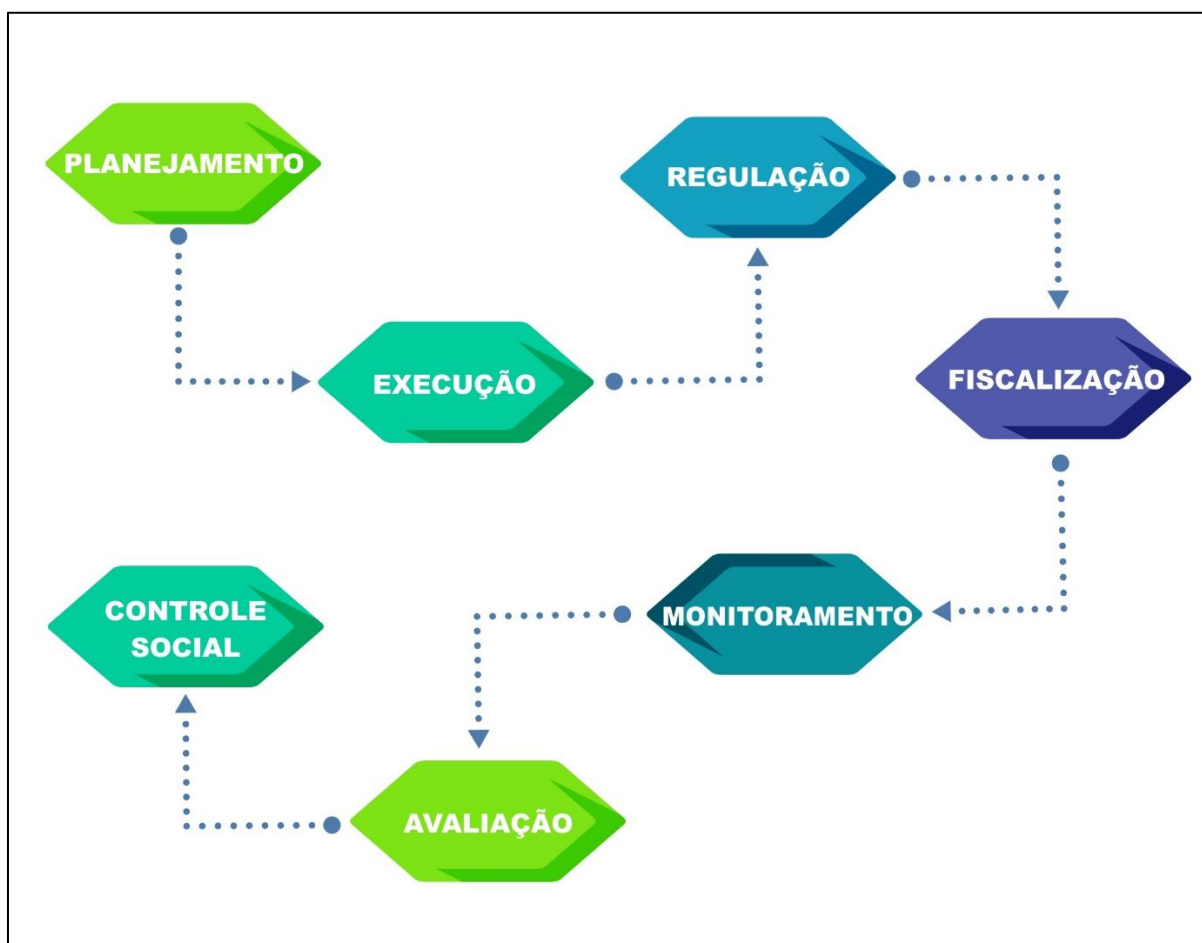 PLANEJAMENTO
EXECUÇÃO
REGULAÇÃO
FISCALIZAÇÃO
MONITORAMENTO
AVALIAÇÃO
CONTROLE
SOCIAL